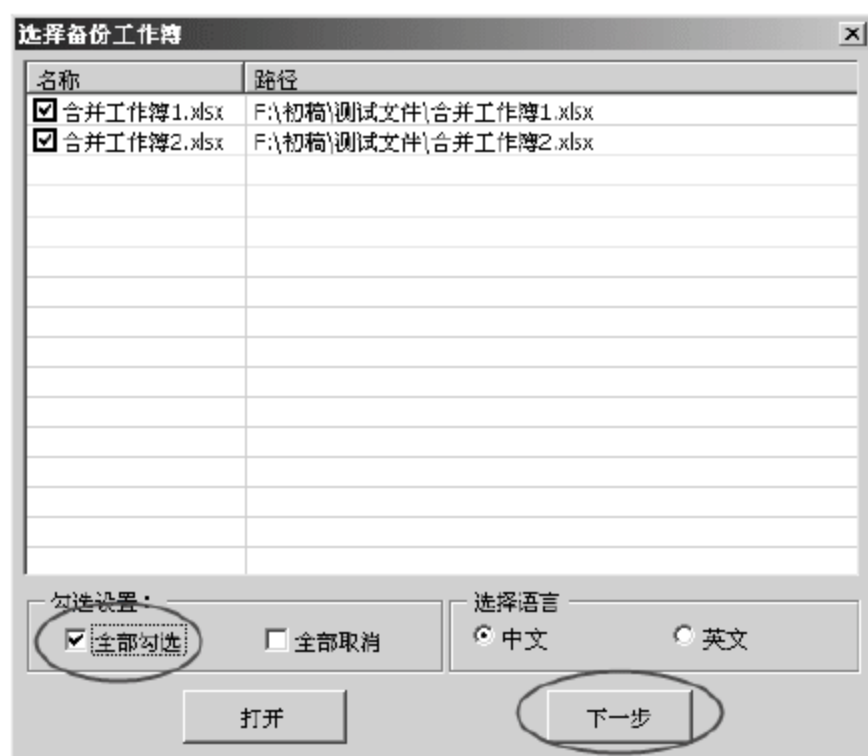 选择备份工作簿
名称 路径
合并工作簿1.xlsx F:\初稿\测试文件\合并工作簿1.xlsx
合并工作簿2.xlsx F:\初稿\测试文件\合并工作簿2.xlsx
勾选设置： 选择语言
全部勾选 全部取消 中文 英文
打开 下一步